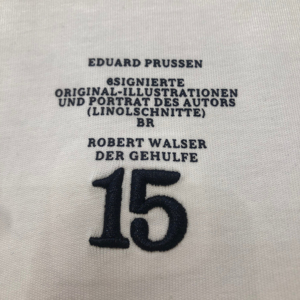 EDUARD PRUSSEN
6SIGNIERTE
ORIGINAL-ILLUSTRATIONEN
UND PORTRAT DES AUTORS
(LINOLSCHNITTE)
BR
ROBERT WALSER
DER GEHULFE
15